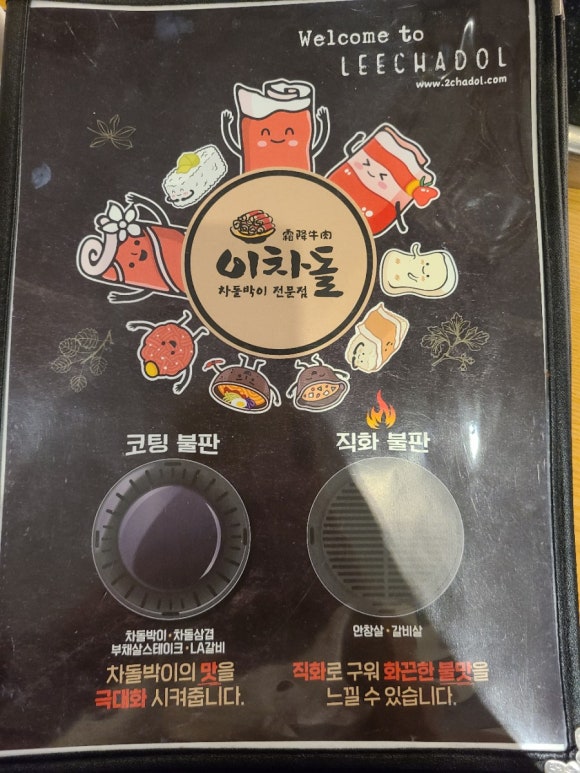 Welcome to
LEECHADOL
www.2chadol.com
霜降牛肉
이차돌
차돌박이 전문점
코팅 불판
직화 불판
차돌박이·차돌삼겹
부채살스테이크·LA갈비
안창살·갈비살
차돌박이의 맛을
극대화 시켜줍니다.
직화로 구워 화끈한 불맛을
느낄 수 있습니다.